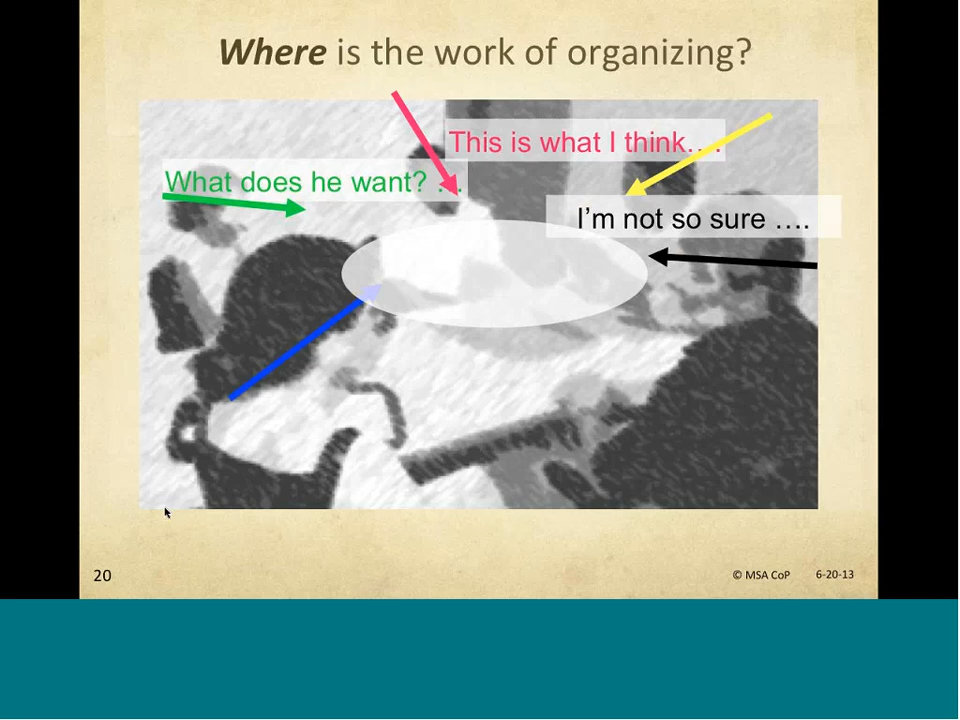 Where is the work of organizing?
This is what I think….
What does he want? …
I'm not so sure ….
20
© MSA CoP
6-20-13